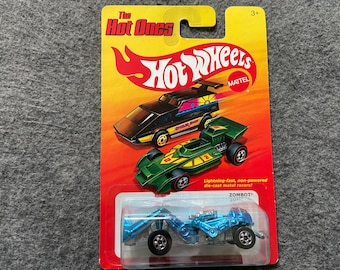 The
Hot Ones
3+
Hot Wheels
MATTEL
Lightning-fast, non-powered
die-cast metal racers!
ZOMBOT